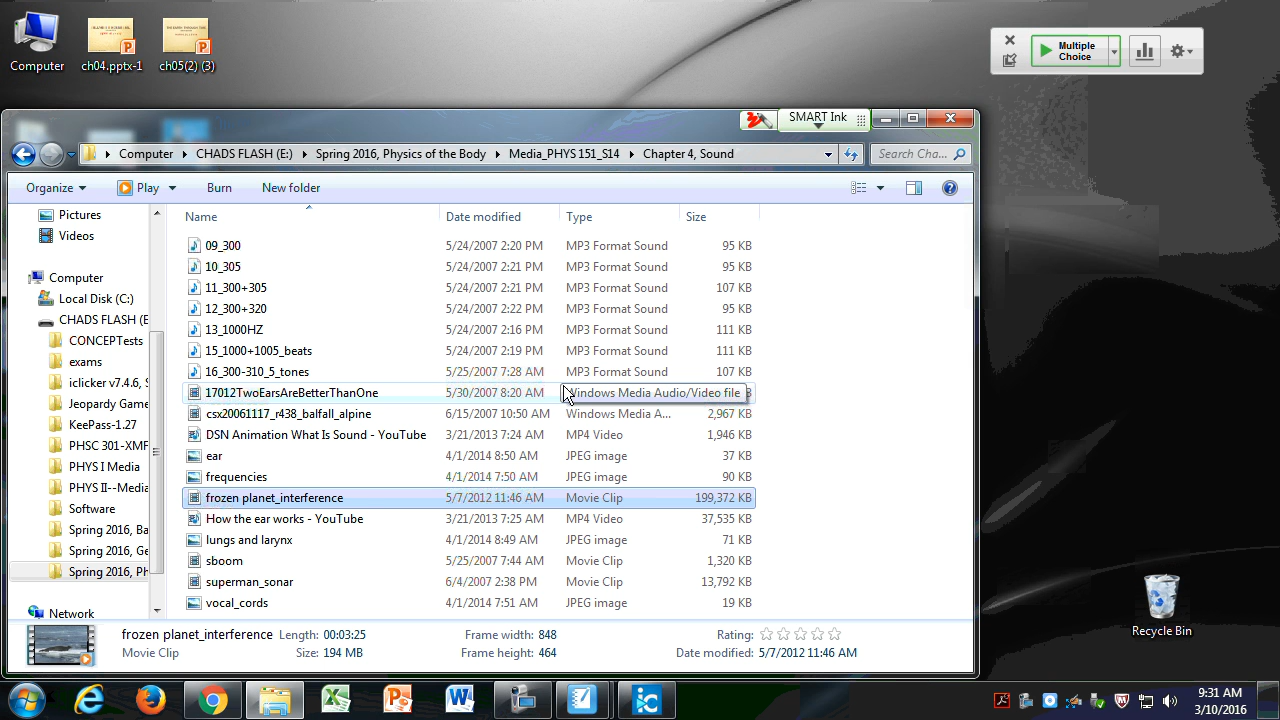 Computer
ch04.pptx-1
ch05(2) (3)
Multiple
Choice
SMART Ink
Computer
CHADS FLASH (E:)
Spring 2016, Physics of the Body
Media_PHYS 151_S14
Chapter 4, Sound
Search Cha...
Organize
Play
Burn
New folder
Name
Date modified
Type
Size
Pictures
Videos
Computer
Local Disk (C:)
CHADS FLASH (E
CONCEPTests
exams
iclicker v7.4.6, S
Jeopardy Game
KeePass-1.27
PHSC 301-XMF
PHYS I Media
PHYS II--Media
Software
Spring 2016, Ba
Spring 2016, Ge
Spring 2016, Ph
Network
09_300 5/24/2007 2:20 PM MP3 Format Sound 95 KB
10_305 5/24/2007 2:21 PM MP3 Format Sound 95 KB
11_300+305 5/24/2007 2:21 PM MP3 Format Sound 107 KB
12_300+320 5/24/2007 2:22 PM MP3 Format Sound 95 KB
13_1000HZ 5/24/2007 2:16 PM MP3 Format Sound 111 KB
15_1000+1005_beats 5/24/2007 2:19 PM MP3 Format Sound 111 KB
16_300-310_5_tones 5/25/2007 7:28 AM MP3 Format Sound 107 KB
17012TwoEarsAreBetterThanOne 5/30/2007 8:20 AM Windows Media Audio/Video file
csx20061117_r438_balfall_alpine 6/15/2007 10:50 AM Windows Media A... 2,967 KB
DSN Animation What Is Sound - YouTube 3/21/2013 7:24 AM MP4 Video 1,946 KB
ear 4/1/2014 8:50 AM JPEG image 37 KB
frequencies 4/1/2014 7:50 AM JPEG image 90 KB
frozen planet_interference 5/7/2012 11:46 AM Movie Clip 199,372 KB
How the ear works - YouTube 3/21/2013 7:25 AM MP4 Video 37,535 KB
lungs and larynx 4/1/2014 8:49 AM JPEG image 71 KB
sboom 5/25/2007 7:44 AM Movie Clip 1,320 KB
superman_sonar 6/4/2007 2:38 PM Movie Clip 13,792 KB
vocal_cords 4/1/2014 7:51 AM JPEG image 19 KB
frozen planet_interference Length: 00:03:25 Frame width: 848 Rating:
Movie Clip Size: 194 MB Frame height: 464 Date modified: 5/7/2012 11:46 AM
Recycle Bin
9:31 AM
3/10/2016